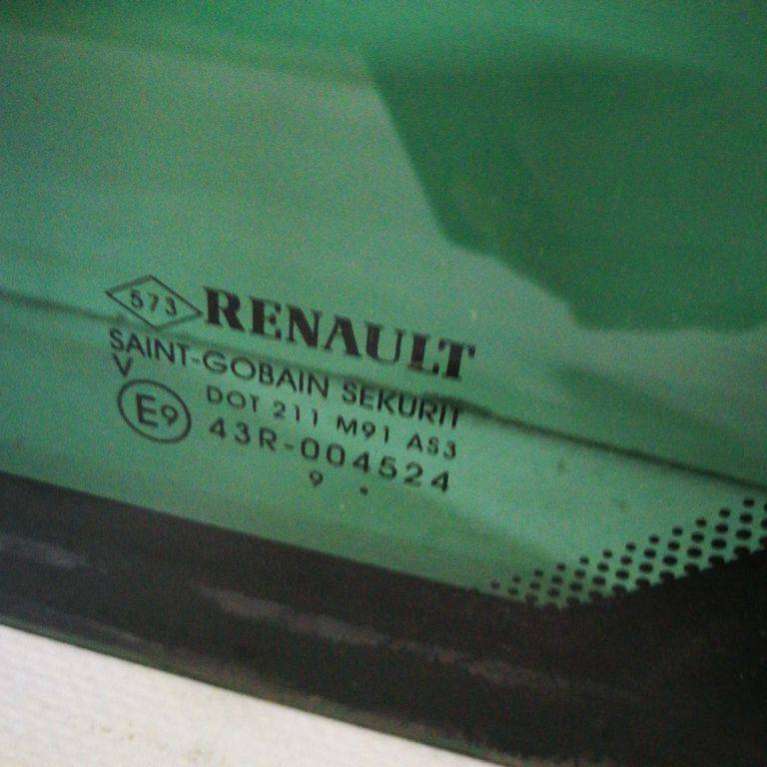 573 RENAULT
SAINT-GOBAIN SEKURIT
V
E9 DOT 211 M91 AS3
43R-004524
9 .